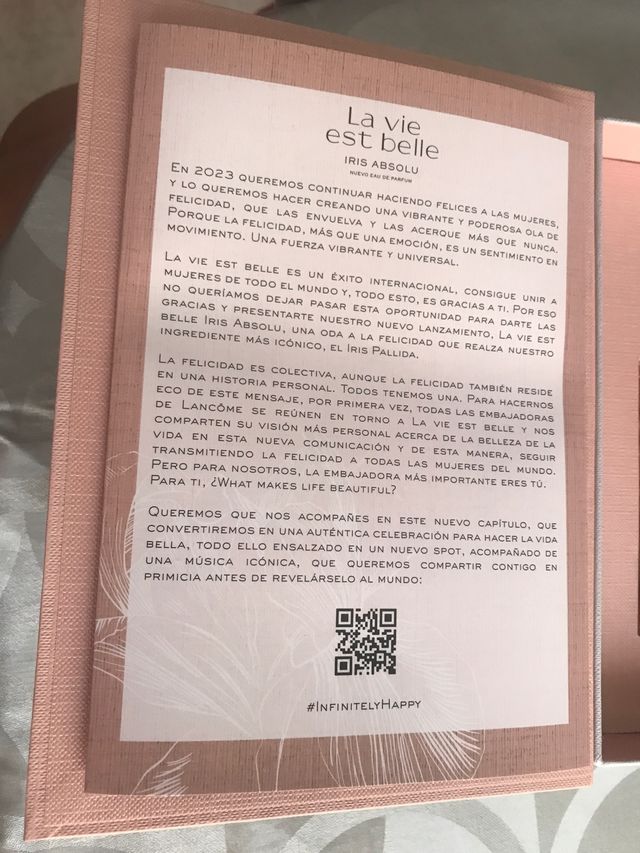 La vie
est belle
IRIS ABSOLU
NUEVO EAU DE PARFUM
EN 2023 QUEREMOS CONTINUAR HACIENDO FELICES A LAS MUJERES,
Y LO QUEREMOS HACER CREANDO UNA VIBRANTE Y PODEROSA OLA DE
FELICIDAD, QUE LAS ENVUELVA Y LAS ACERQUE MÁS QUE NUNCA.
PORQUE LA FELICIDAD, MÁS QUE UNA EMOCIÓN, ES UN SENTIMIENTO EN
MOVIMIENTO. UNA FUERZA VIBRANTE Y UNIVERSAL.
LA VIE EST BELLE ES UN ÉXITO INTERNACIONAL, CONSIGUE UNIR A
MUJERES DE TODO EL MUNDO Y, TODO ESTO, ES GRACIAS A TI. POR ESO
NO QUERÍAMOS DEJAR PASAR ESTA OPORTUNIDAD PARA DARTE LAS
GRACIAS Y PRESENTARTE NUESTRO NUEVO LANZAMIENTO, LA VIE EST
BELLE IRIS ABSOLU, UNA ODA A LA FELICIDAD QUE REALZA NUESTRO
INGREDIENTE MÁS ICÓNICO, EL IRIS PALLIDA.
LA FELICIDAD ES COLECTIVA, AUNQUE LA FELICIDAD TAMBIÉN RESIDE
EN UNA HISTORIA PERSONAL. TODOS TENEMOS UNA. PARA HACERNOS
ECO DE ESTE MENSAJE, POR PRIMERA VEZ, TODAS LAS EMBAJADORAS
DE LANCÔME SE REÚNEN EN TORNO A LA VIE EST BELLE Y NOS
COMPARTEN SU VISIÓN MÁS PERSONAL ACERCA DE LA BELLEZA DE LA
VIDA EN ESTA NUEVA COMUNICACIÓN Y DE ESTA MANERA, SEGUIR
TRANSMITIENDO LA FELICIDAD A TODAS LAS MUJERES DEL MUNDO.
PERO PARA NOSOTROS, LA EMBAJADORA MÁS IMPORTANTE ERES TÚ.
PARA TI, ¿WHAT MAKES LIFE BEAUTIFUL?
QUEREMOS QUE NOS ACOMPAÑES EN ESTE NUEVO CAPÍTULO, QUE
CONVERTIREMOS EN UNA AUTÉNTICA CELEBRACIÓN PARA HACER LA VIDA
BELLA, TODO ELLO ENSALZADO EN UN NUEVO SPOT, ACOMPAÑADO DE
UNA MÚSICA ICÓNICA, QUE QUEREMOS COMPARTIR CONTIGO EN
PRIMICIA ANTES DE REVELÁRSELO AL MUNDO:
#INFINITELYHAPPY